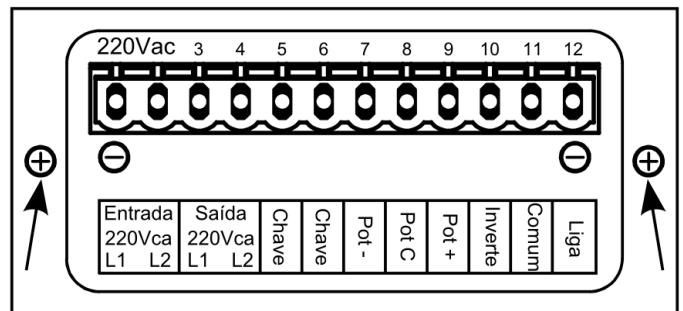 220Vac 3 4 5 6 7 8 9 10 11 12
Entrada
220Vca
L1 L2
Saída
220Vca
L1 L2
Chave
Chave
Pot -
Pot C
Pot +
Inverte
Comum
Liga